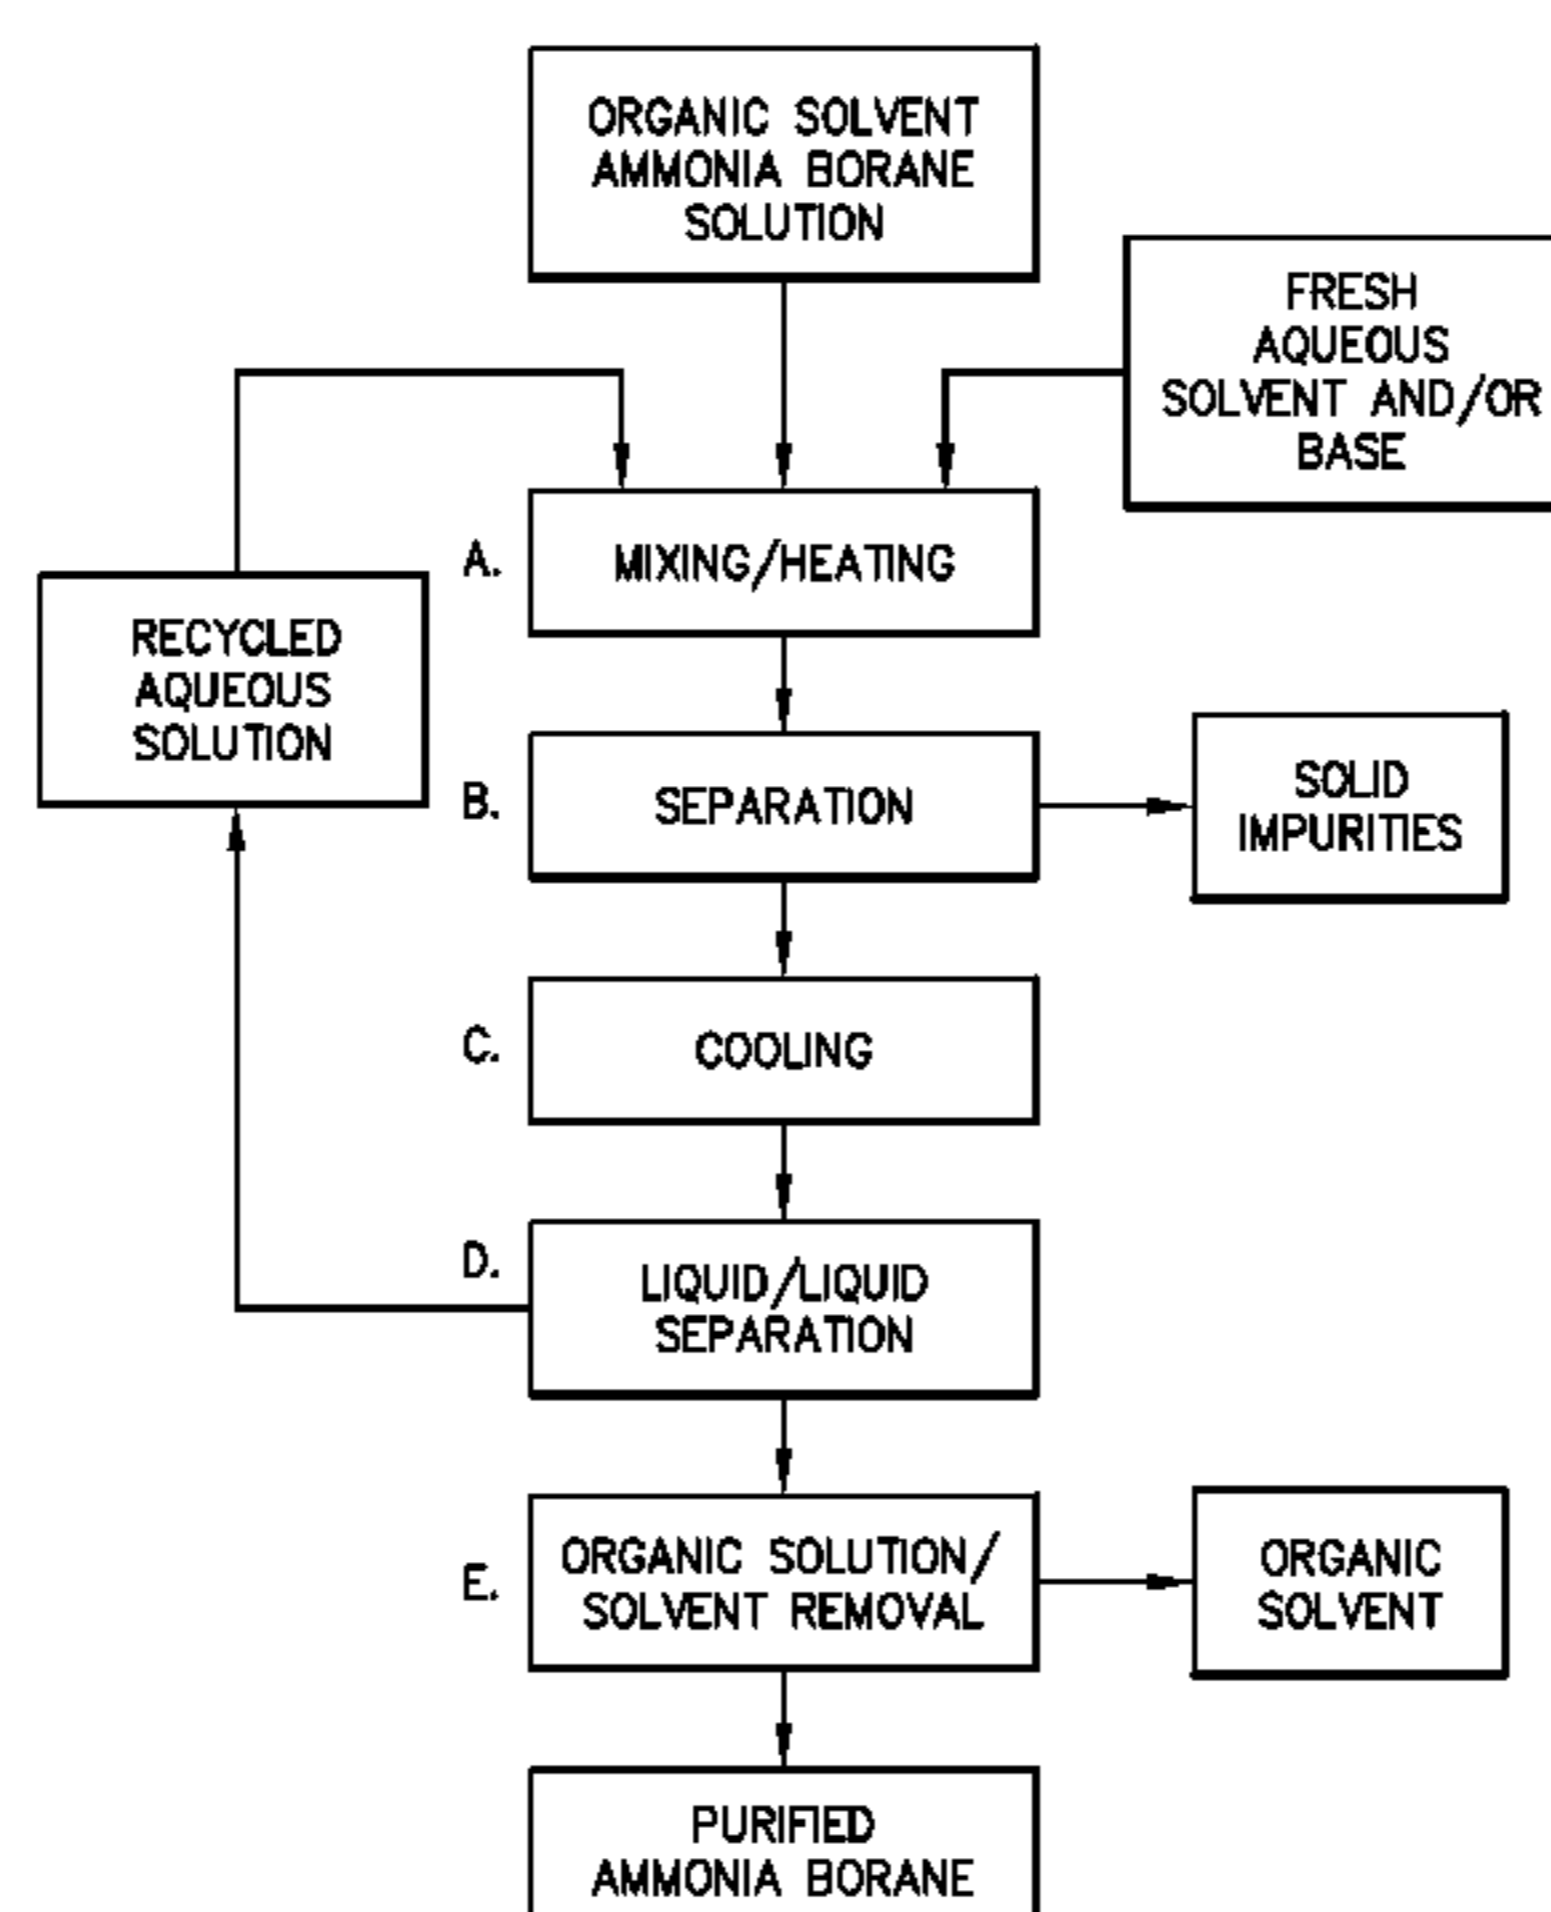 ORGANIC SOLVENT
AMMONIA BORANE
SOLUTION
FRESH
AQUEOUS
SOLVENT AND/OR
BASE
A.
MIXING/HEATING
RECYCLED
AQUEOUS
SOLUTION
B.
SEPARATION
SOLID
IMPURITIES
C.
COOLING
D.
LIQUID/LIQUID
SEPARATION
E.
ORGANIC SOLUTION/
SOLVENT REMOVAL
ORGANIC
SOLVENT
PURIFIED
AMMONIA BORANE